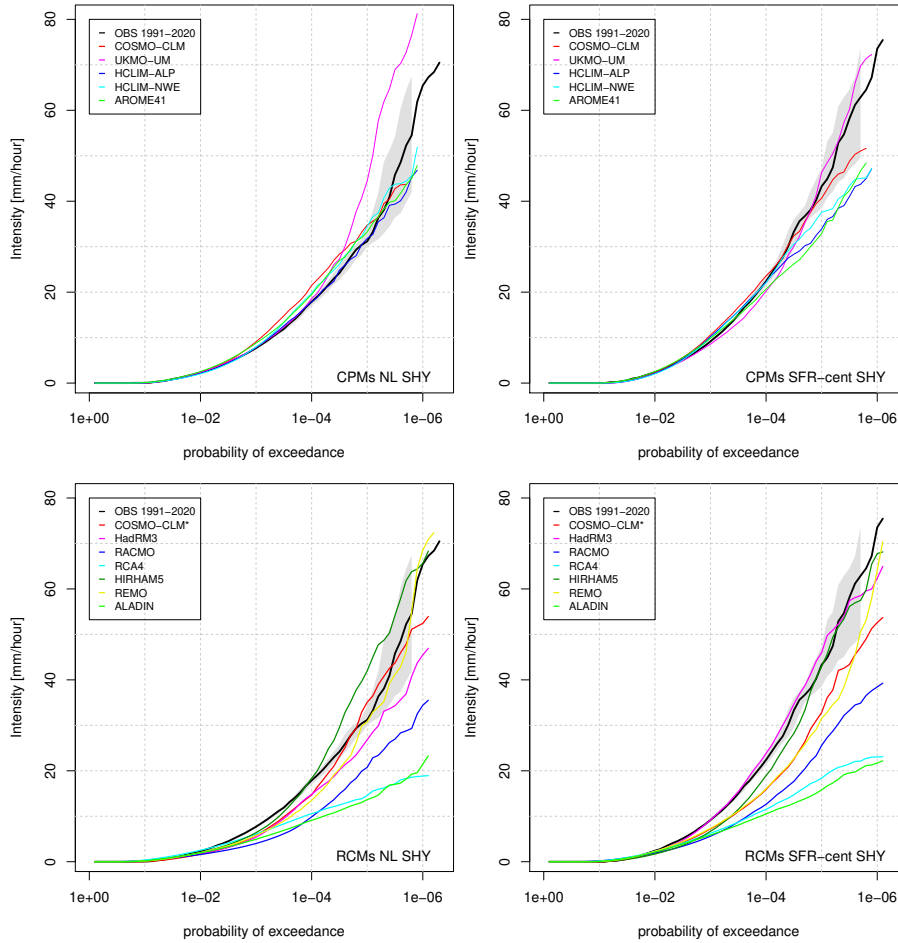 80
60
40
20
0
Intensity [mm/hour]
OBS 1991−2020
COSMO−CLM
UKMO−UM
HCLIM−ALP
HCLIM−NWE
AROME41
CPMs NL SHY
1e+00 1e−02 1e−04 1e−06
probability of exceedance
80
60
40
20
0
Intensity [mm/hour]
OBS 1991−2020
COSMO−CLM
UKMO−UM
HCLIM−ALP
HCLIM−NWE
AROME41
CPMs SFR−cent SHY
1e+00 1e−02 1e−04 1e−06
probability of exceedance
80
60
40
20
0
Intensity [mm/hour]
OBS 1991−2020
COSMO−CLM*
HadRM3
RACMO
RCA4
HIRHAM5
REMO
ALADIN
RCMs NL SHY
1e+00 1e−02 1e−04 1e−06
probability of exceedance
80
60
40
20
0
Intensity [mm/hour]
OBS 1991−2020
COSMO−CLM*
HadRM3
RACMO
RCA4
HIRHAM5
REMO
ALADIN
RCMs SFR−cent SHY
1e+00 1e−02 1e−04 1e−06
probability of exceedance